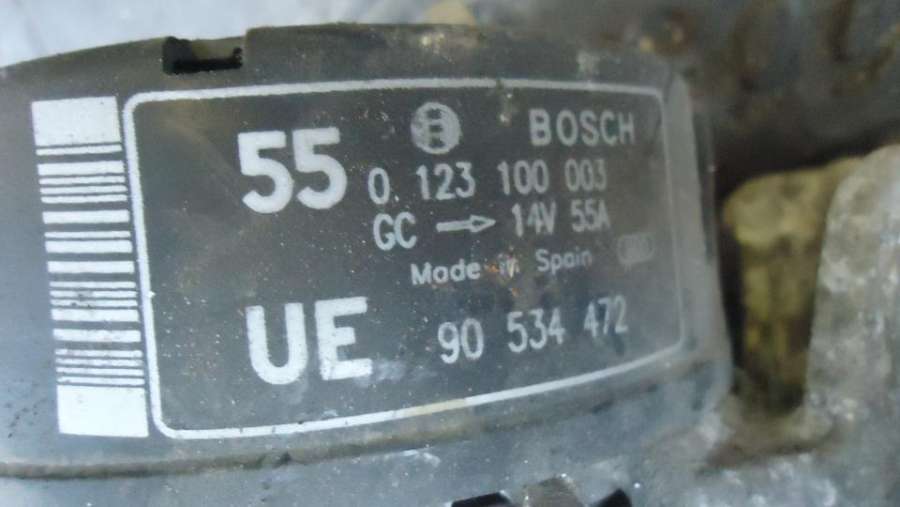 55 BOSCH
0 123 100 003
GC → 14V 55A
Made in Spain
UE 90 534 472